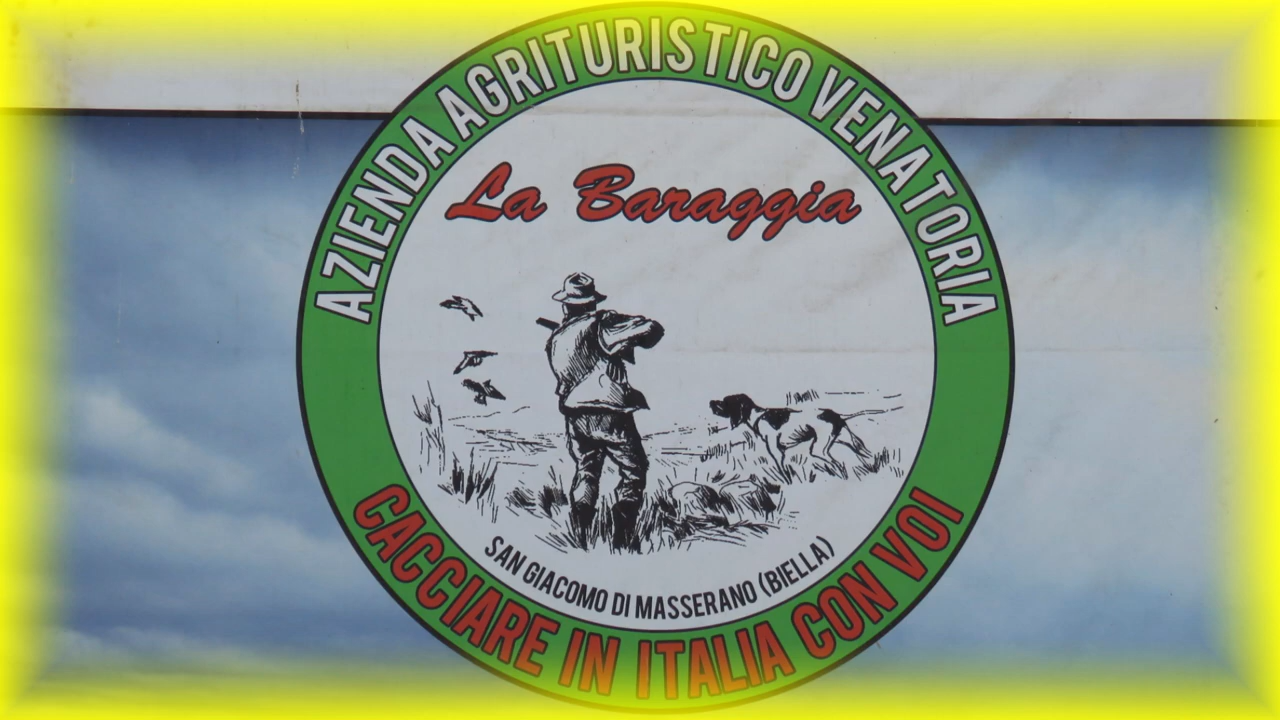 AZIENDA AGRITURISTICO VENATORIA
La Baraggia
SAN GIACOMO DI MASSERANO (BIELLA)
CACCIARE IN ITALIA CON VOI